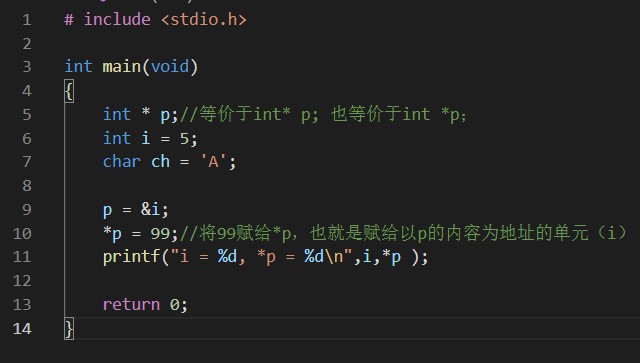 1 # include <stdio.h>
2
3 int main(void)
4 {
5 int * p;//等价于int* p; 也等价于int *p;
6 int i = 5;
7 char ch = 'A';
8
9 p = &i;
10 *p = 99;//将99赋给*p，也就是赋给以p的内容为地址的单元（i）
11 printf("i = %d, *p = %d\n",i,*p );
12
13 return 0;
14 }